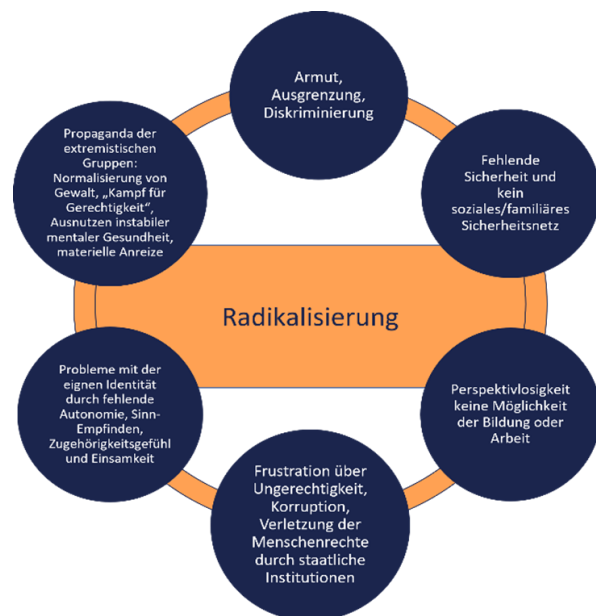 Armut,
Ausgrenzung,
Diskriminierung
Fehlende
Sicherheit und
kein
soziales/familiäres
Sicherheitsnetz
Perspektivlosigkeit
keine Möglichkeit
der Bildung oder
Arbeit
Frustration über
Ungerechtigkeit,
Korruption,
Verletzung der
Menschenrechte
durch staatliche
Institutionen
Probleme mit der
eignen Identität
durch fehlende
Autonomie, Sinn-
Empfinden,
Zugehörigkeitsgefühl
und Einsamkeit
Propaganda der
extremistischen
Gruppen:
Normalisierung von
Gewalt, „Kampf für
Gerechtigkeit“,
Ausnutzen instabiler
mentaler Gesundheit,
materielle Anreize
Radikalisierung